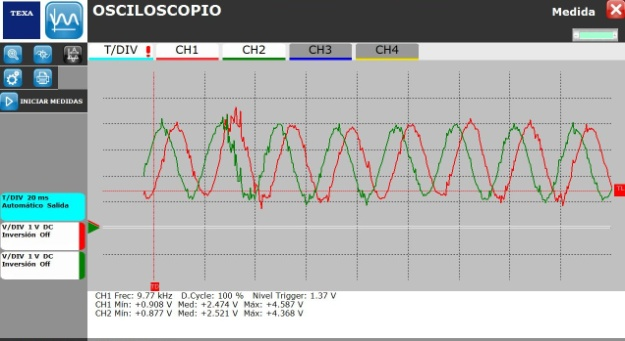 TEXA
OSCILOSCOPIO
Medida
T/DIV !
CH1
CH2
CH3
CH4
INICIAR MEDIDAS
T/DIV 20 ms
Automático Salida
V/DIV 1 V DC
Inversión Off
V/DIV 1 V DC
Inversión Off
TL
TD
CH1 Frec: 9.77 kHz D.Cycle: 100 % Nivel Trigger: 1.37 V
CH1 Min: +0.908 V Med: +2.474 V Máx: +4.587 V
CH2 Min: +0.877 V Med: +2.521 V Máx: +4.368 V